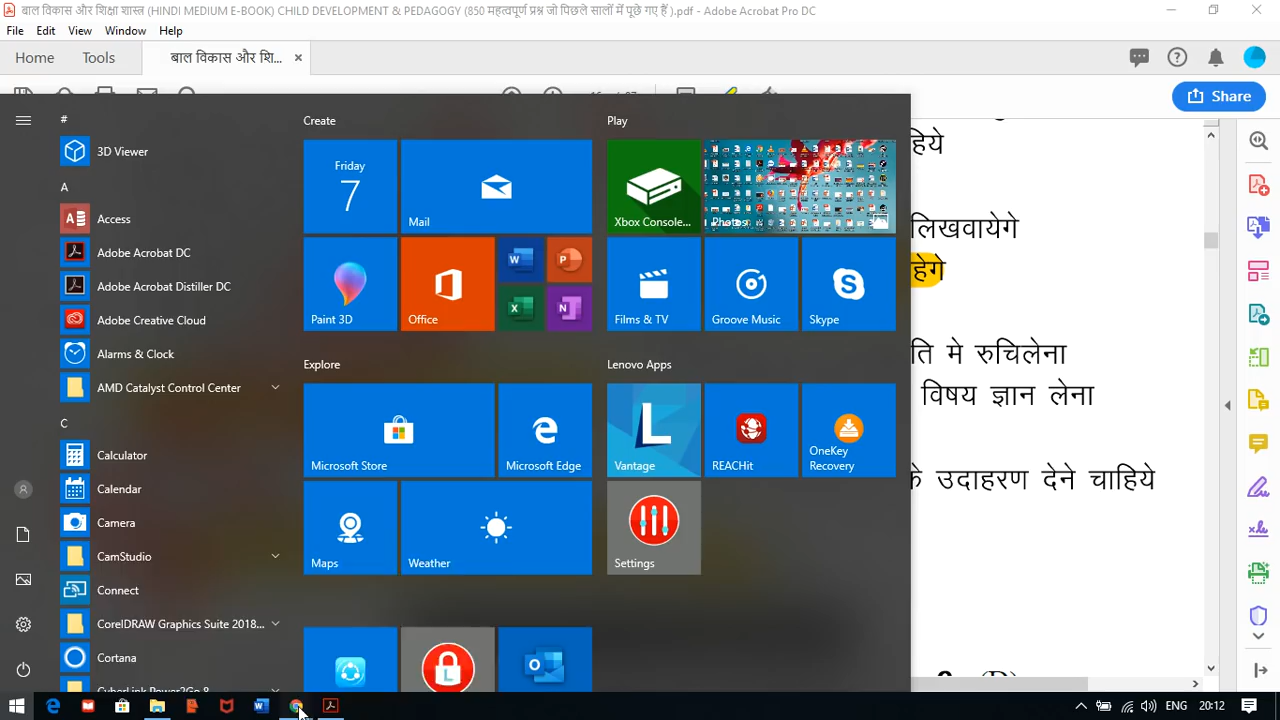 बाल विकास और शिक्षा शास्त्र (HINDI MEDIUM E-BOOK) CHILD DEVELOPMENT & PEDAGOGY (850 महत्वपूर्ण प्रश्न जो पिछले सालों में पूछे गए हैं ).pdf - Adobe Acrobat Pro DC
File Edit View Window Help
Home Tools बाल विकास और शि...
Share
हिये
लिखवायेगे
हेगे
ति मे रुचिलेना
विषय ज्ञान लेना
के उदाहरण देने चाहिये
#
3D Viewer
A
Access
Adobe Acrobat DC
Adobe Acrobat Distiller DC
Adobe Creative Cloud
Alarms & Clock
AMD Catalyst Control Center
C
Calculator
Calendar
Camera
CamStudio
Connect
CorelDRAW Graphics Suite 2018...
Cortana
CyberLink Power2Go 8
Create
Friday
7
Mail
Paint 3D
Office
Explore
Microsoft Store
Microsoft Edge
Maps
Weather
Play
Xbox Console...
Photos
Films & TV
Groove Music
Skype
Lenovo Apps
Vantage
REACHit
OneKey
Recovery
Settings
ENG 20:12